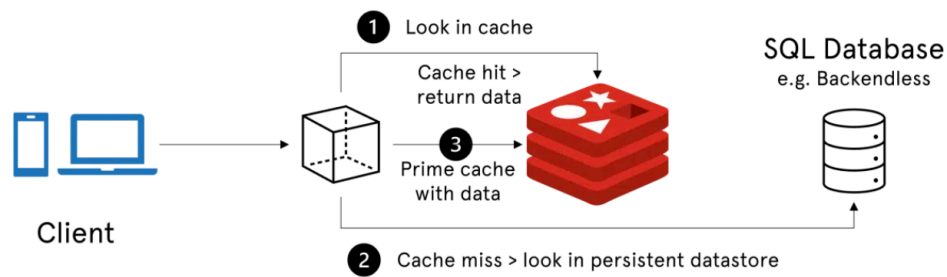 1 Look in cache
SQL Database
e.g. Backendless
Cache hit >
return data
3
Prime cache
with data
Client
2 Cache miss > look in persistent datastore